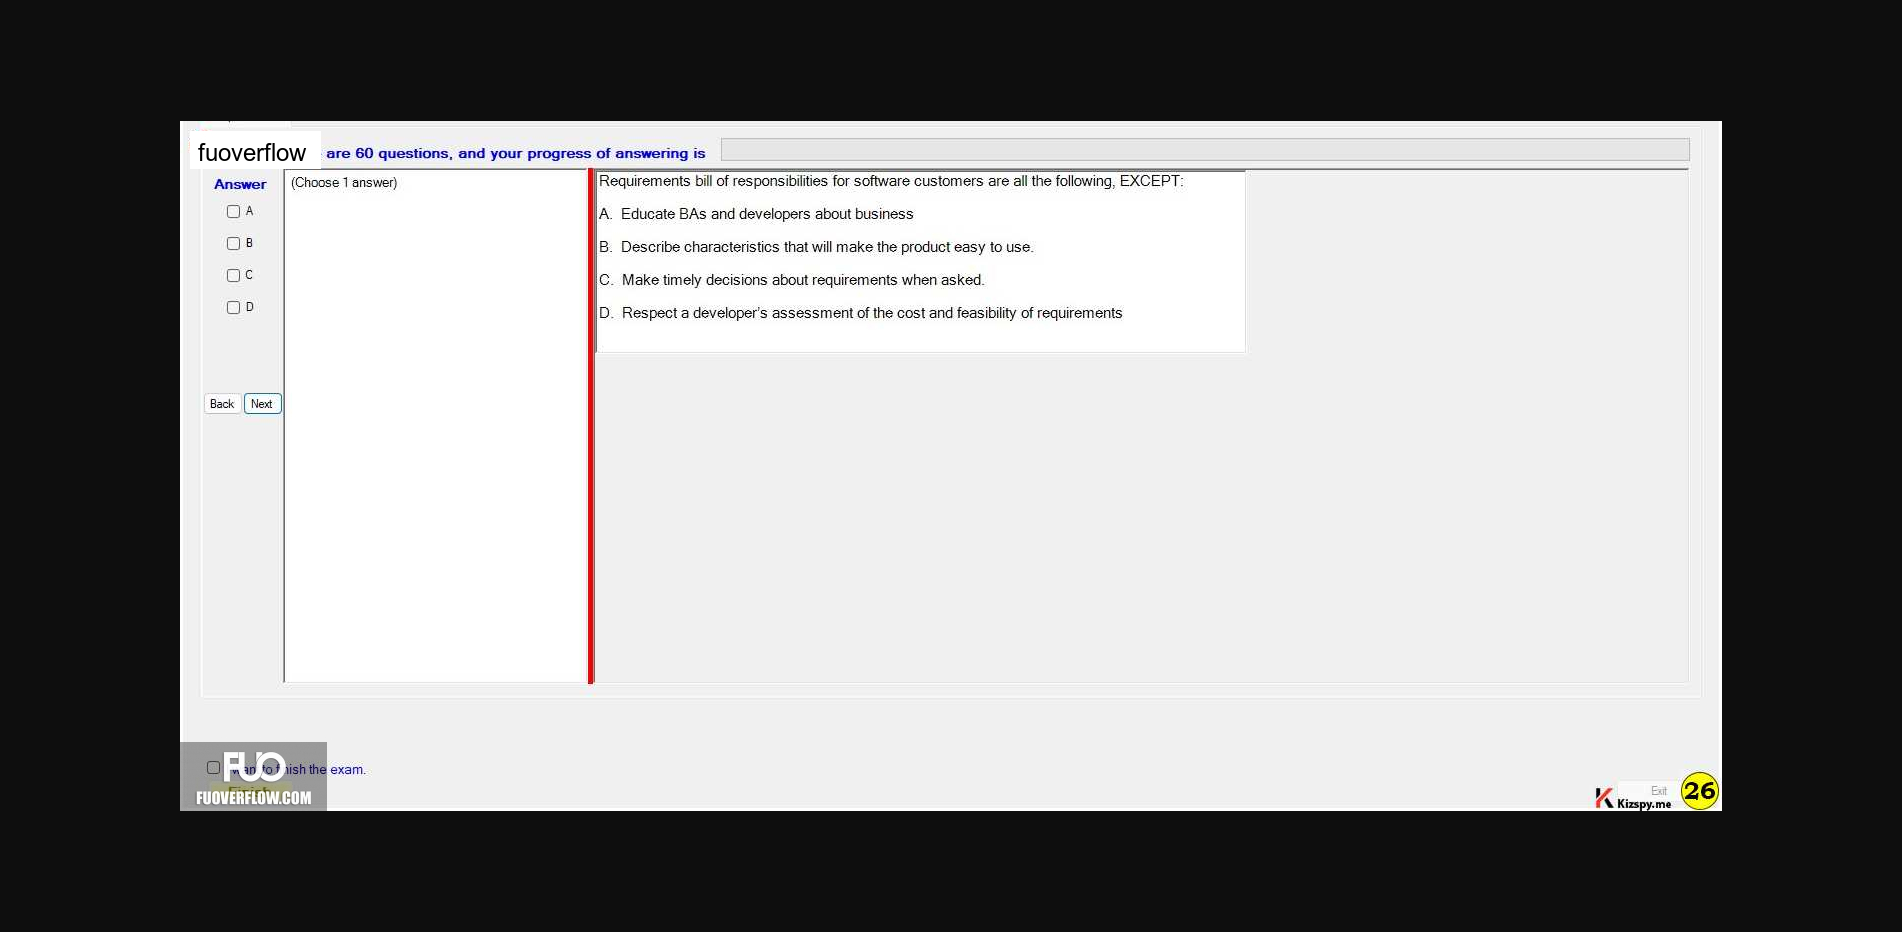 fuoverflow are 60 questions, and your progress of answering is
Answer
(Choose 1 answer)
A
B
C
D
Back Next
Requirements bill of responsibilities for software customers are all the following, EXCEPT:
A. Educate BAs and developers about business
B. Describe characteristics that will make the product easy to use.
C. Make timely decisions about requirements when asked.
D. Respect a developer's assessment of the cost and feasibility of requirements
FUO
want to finish the exam.
Finish
FUOVERFLOW.COM
Exit
Kizspy.me
26